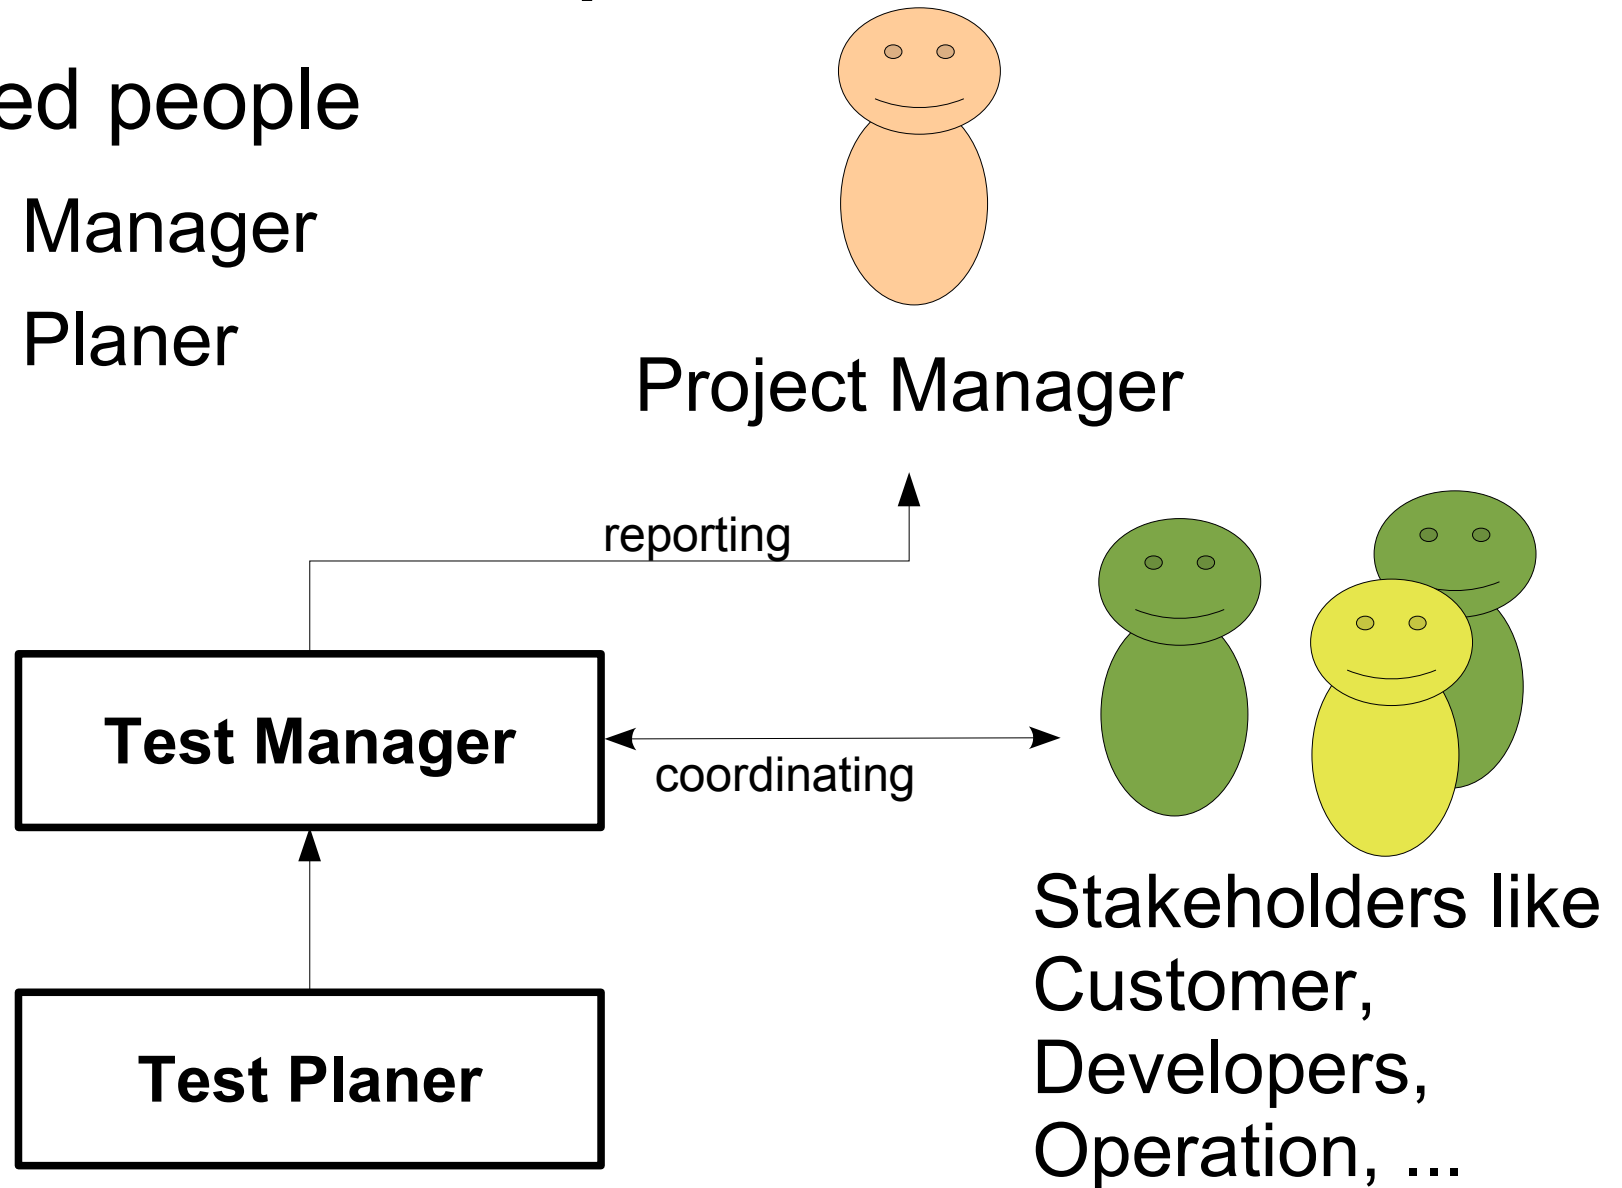 ed people
Manager
Planer
Project Manager
reporting
Test Manager
coordinating
Stakeholders like
Customer,
Developers,
Operation, ...
Test Planer